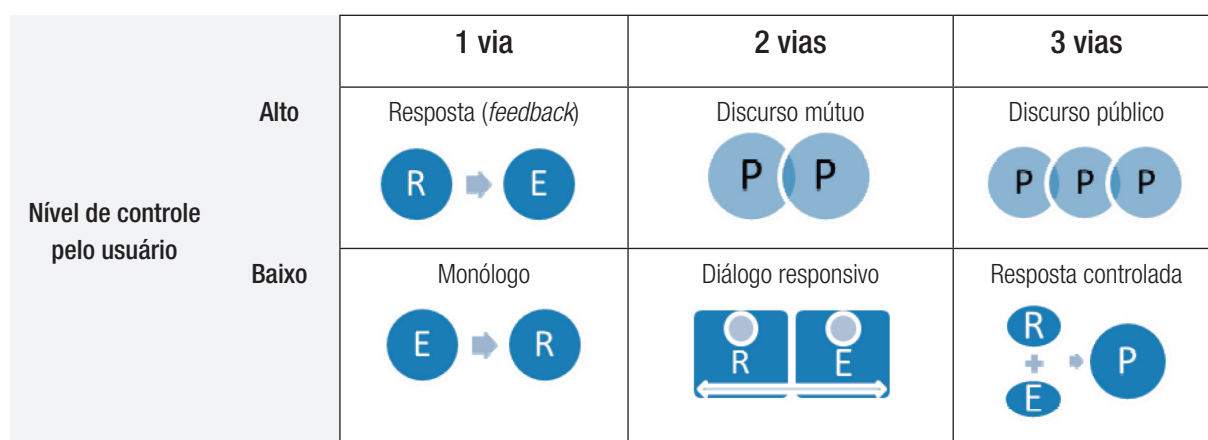 1 via
2 vias
3 vias
Nível de controle
pelo usuário
Alto
Resposta (feedback)
R
E
Discurso mútuo
P
P
Discurso público
P
P
P
Baixo
Monólogo
E
R
Diálogo responsivo
R
E
Resposta controlada
R
E
P